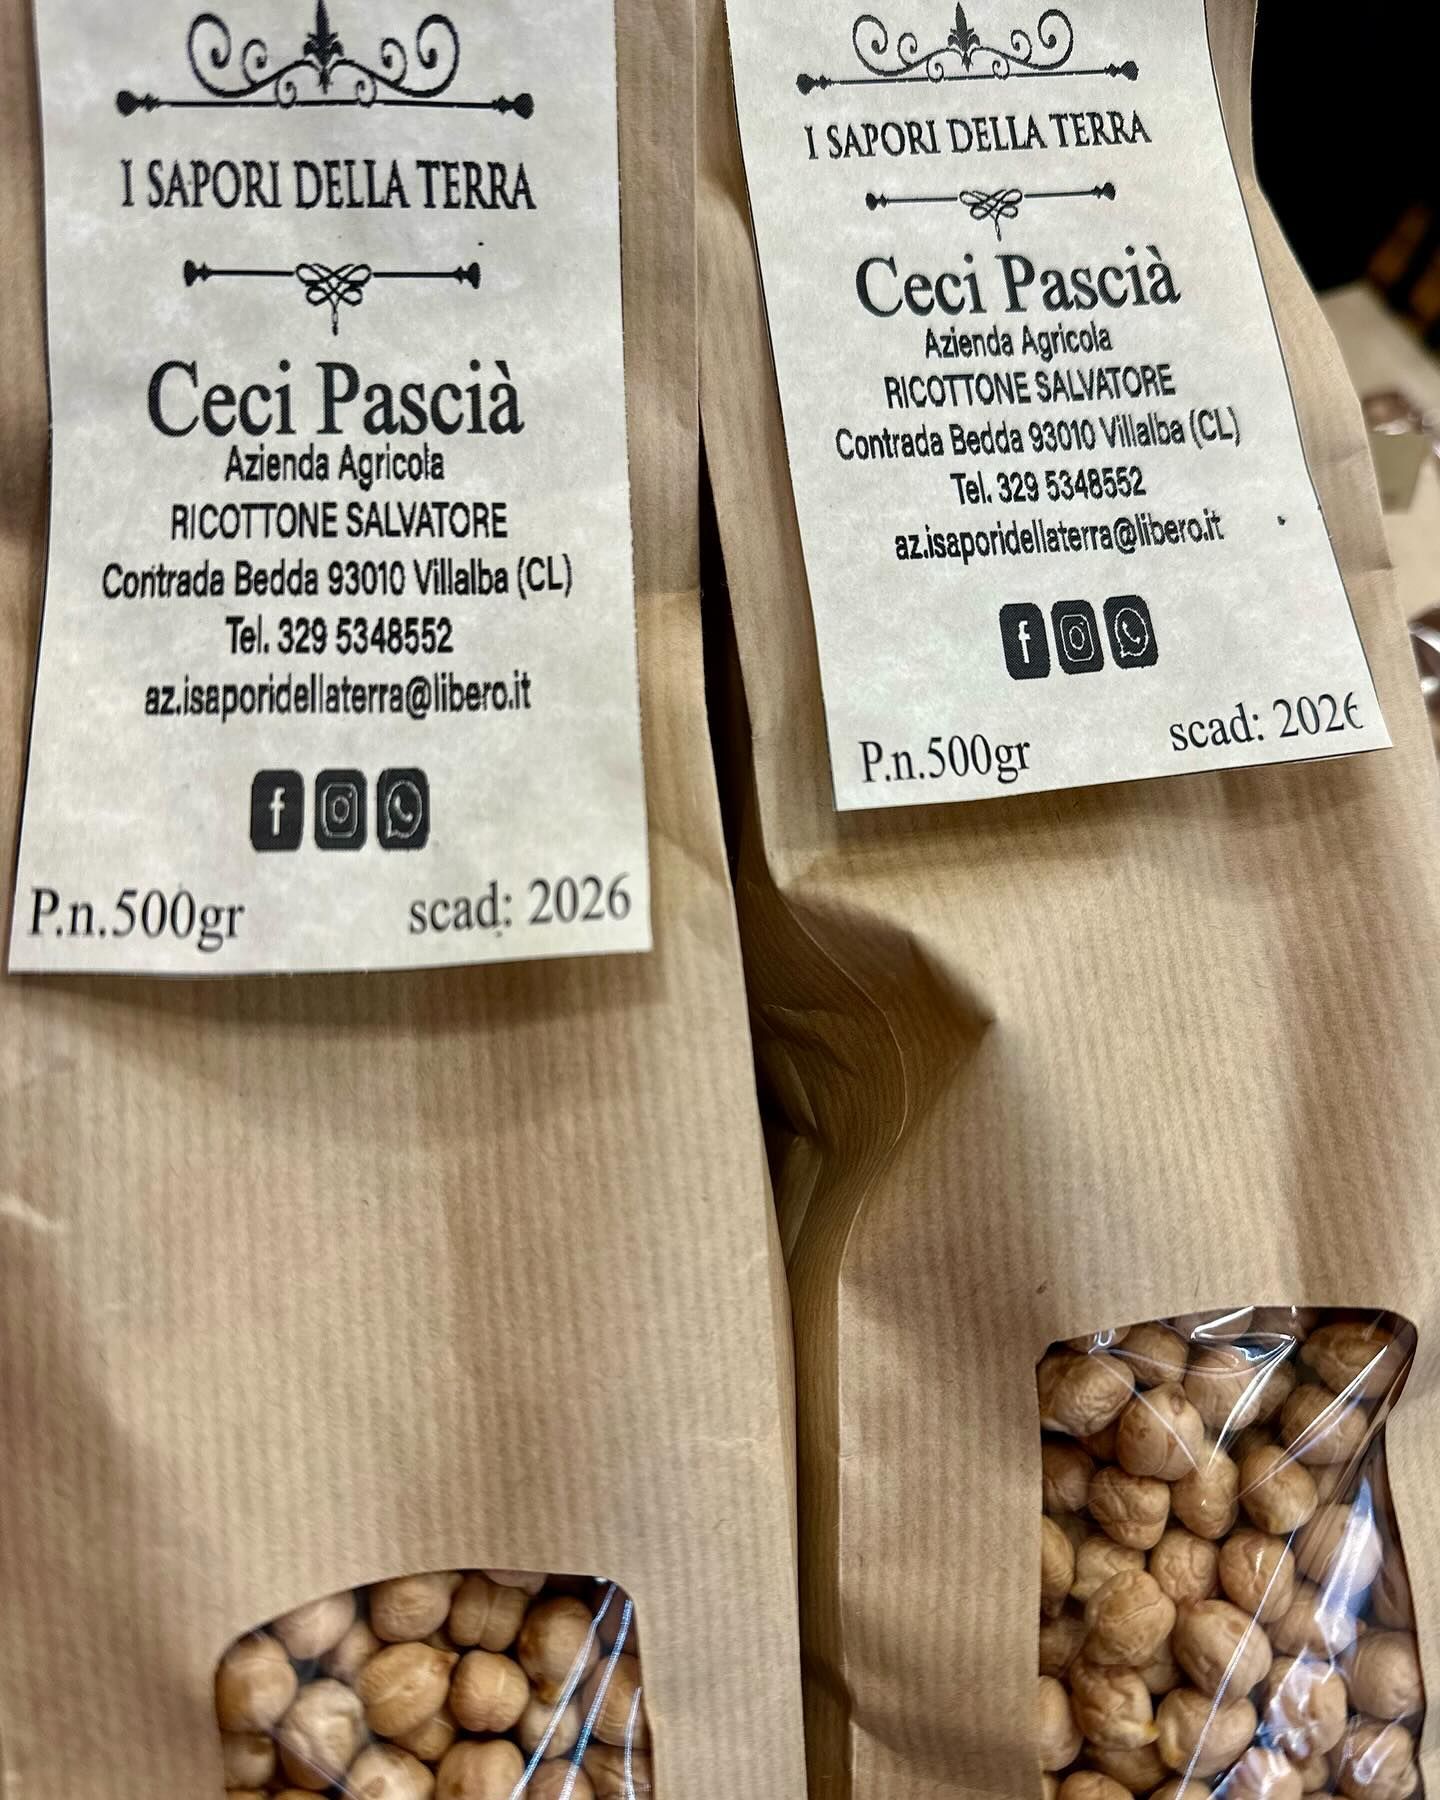 I SAPORI DELLA TERRA
Ceci Pascià
Azienda Agricola
RICOTTONE SALVATORE
Contrada Bedda 93010 Villalba (CL)
Tel. 329 5348552
az.isaporidellaterra@libero.it
P.n.500gr scad: 2026
I SAPORI DELLA TERRA
Ceci Pascià
Azienda Agricola
RICOTTONE SALVATORE
Contrada Bedda 93010 Villalba (CL)
Tel. 329 5348552
az.isaporidellaterra@libero.it
P.n.500gr scad: 2026